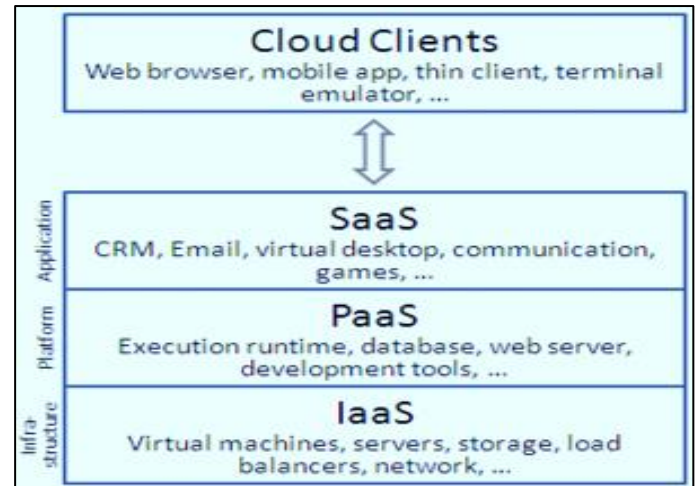 Cloud Clients
Web browser, mobile app, thin client, terminal
emulator, ...
Application
SaaS
CRM, Email, virtual desktop, communication,
games, ...
Platform
PaaS
Execution runtime, database, web server,
development tools, ...
Infra-
structure
IaaS
Virtual machines, servers, storage, load
balancers, network, ...